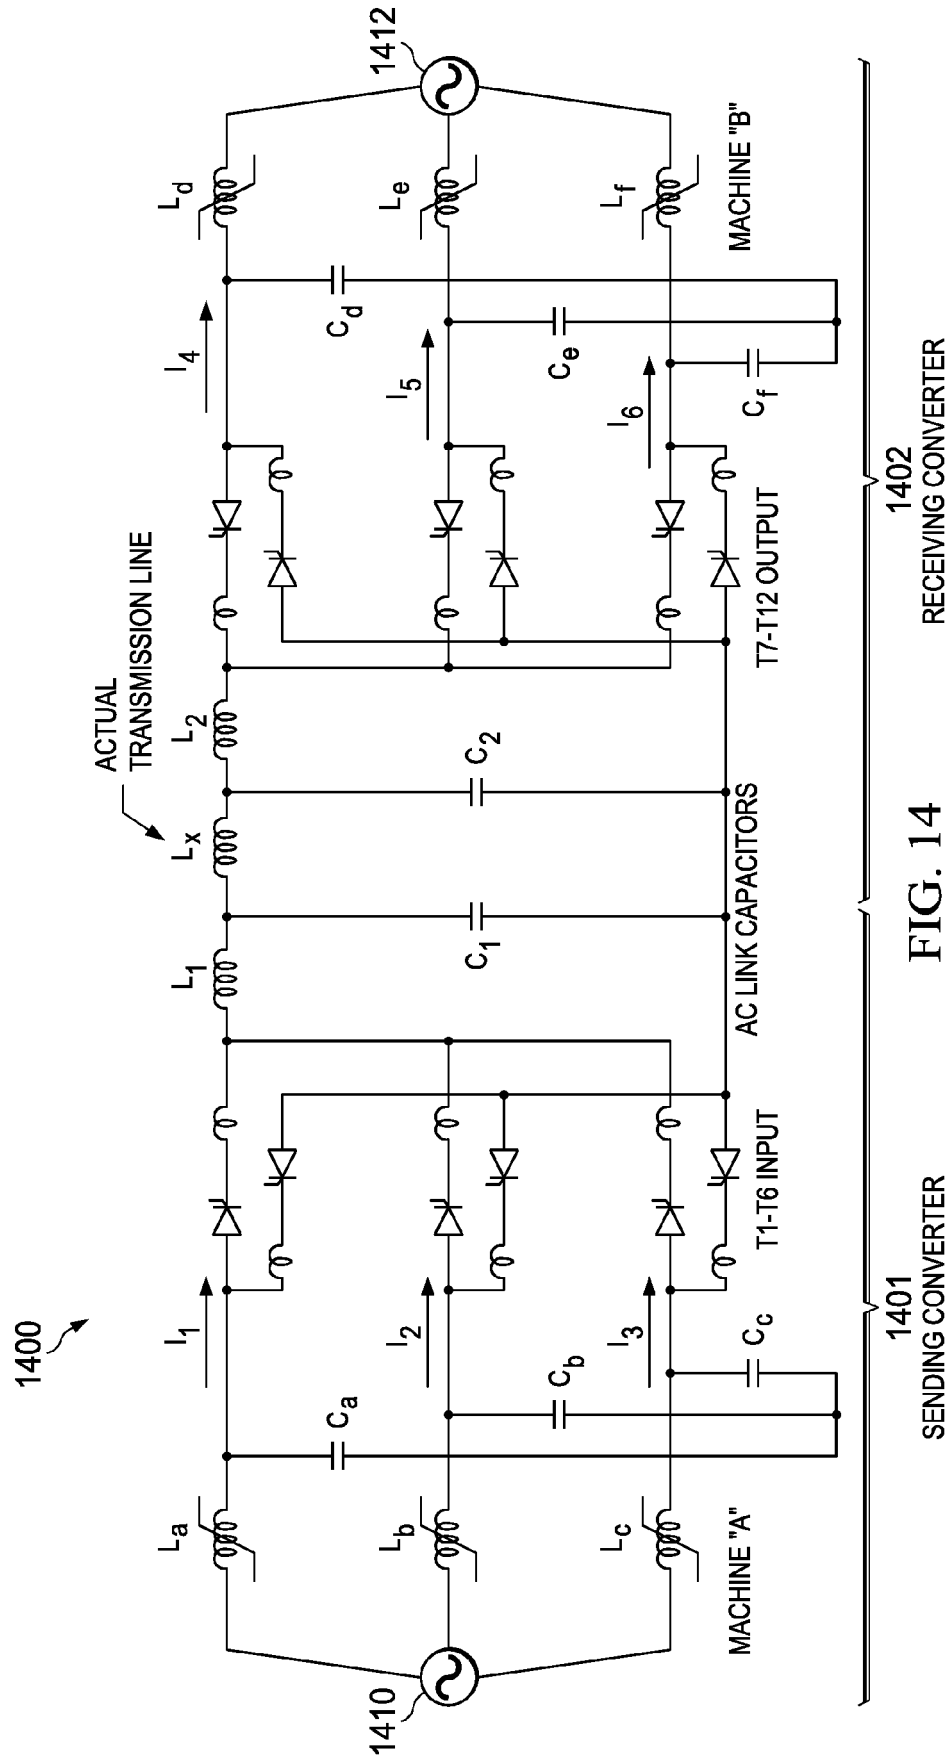 1400
ACTUAL
TRANSMISSION LINE
1410
1412
La
Lb
Lc
MACHINE "A"
Ca
Cb
Cc
I1
I2
I3
T1-T6 INPUT
L1
Lx
L2
C1
C2
AC LINK CAPACITORS
T7-T12 OUTPUT
I4
I5
I6
Cd
Ce
Cf
Ld
Le
Lf
MACHINE "B"
1401
SENDING CONVERTER
1402
RECEIVING CONVERTER
FIG. 14